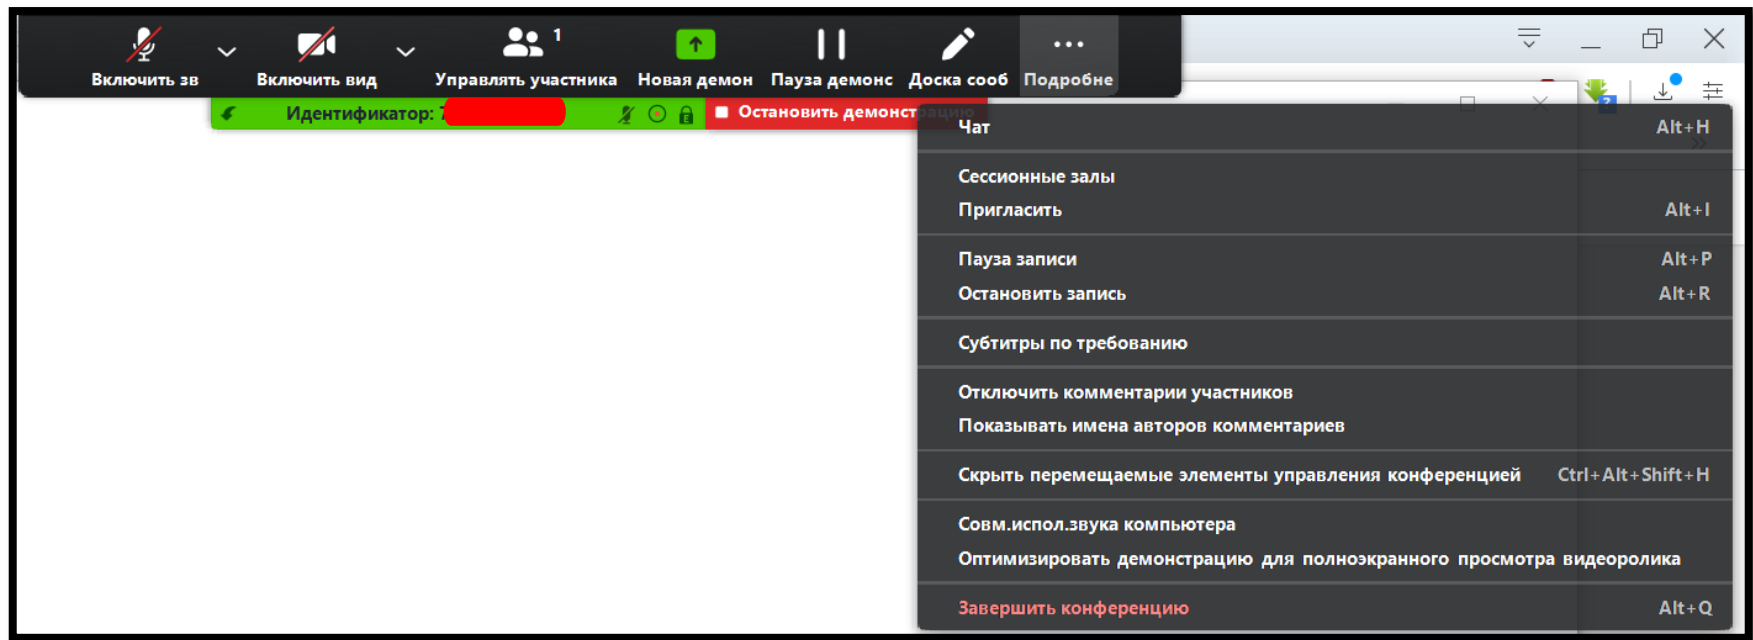 1
Включить зв Включить вид Управлять участника Новая демон Пауза демонс Доска сооб Подробне
Идентификатор: Остановить демонстрацию
2
Чат Alt+H
Сессионные залы
Пригласить Alt+I
Пауза записи Alt+P
Остановить запись Alt+R
Субтитры по требованию
Отключить комментарии участников
Показывать имена авторов комментариев
Скрыть перемещаемые элементы управления конференцией Ctrl+Alt+Shift+H
Совм.испол.звука компьютера
Оптимизировать демонстрацию для полноэкранного просмотра видеоролика
Завершить конференцию Alt+Q